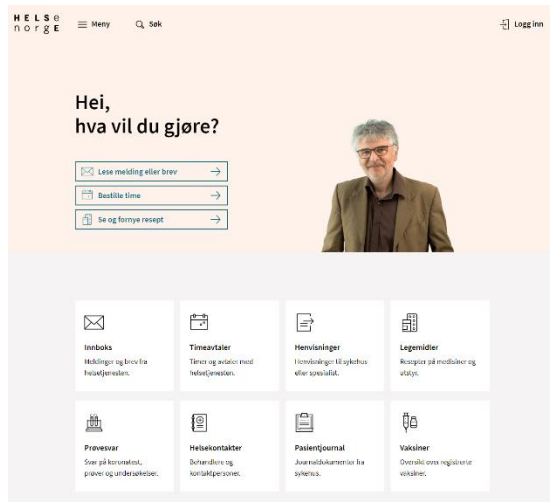 HELSe
norgE
Meny
Søk
Logg inn
Hei,
hva vil du gjøre?
Lese melding eller brev
Bestille time
Se og fornye resept
Innboks
Meldinger og brev fra
helsetjenesten.
Timeavtaler
Timer og avtaler med
helsetjenesten.
Henvisninger
Henvisninger til sykehus
eller spesialist.
Legemidler
Resepter på medisiner og
utstyr.
Prøvesvar
Svar på koronatest,
prøver og undersøkelser.
Helsekontakter
Behandlere og
kontaktpersoner.
Pasientjournal
Journaldokumenter fra
sykehus.
Vaksiner
Oversikt over registrerte
vaksiner.